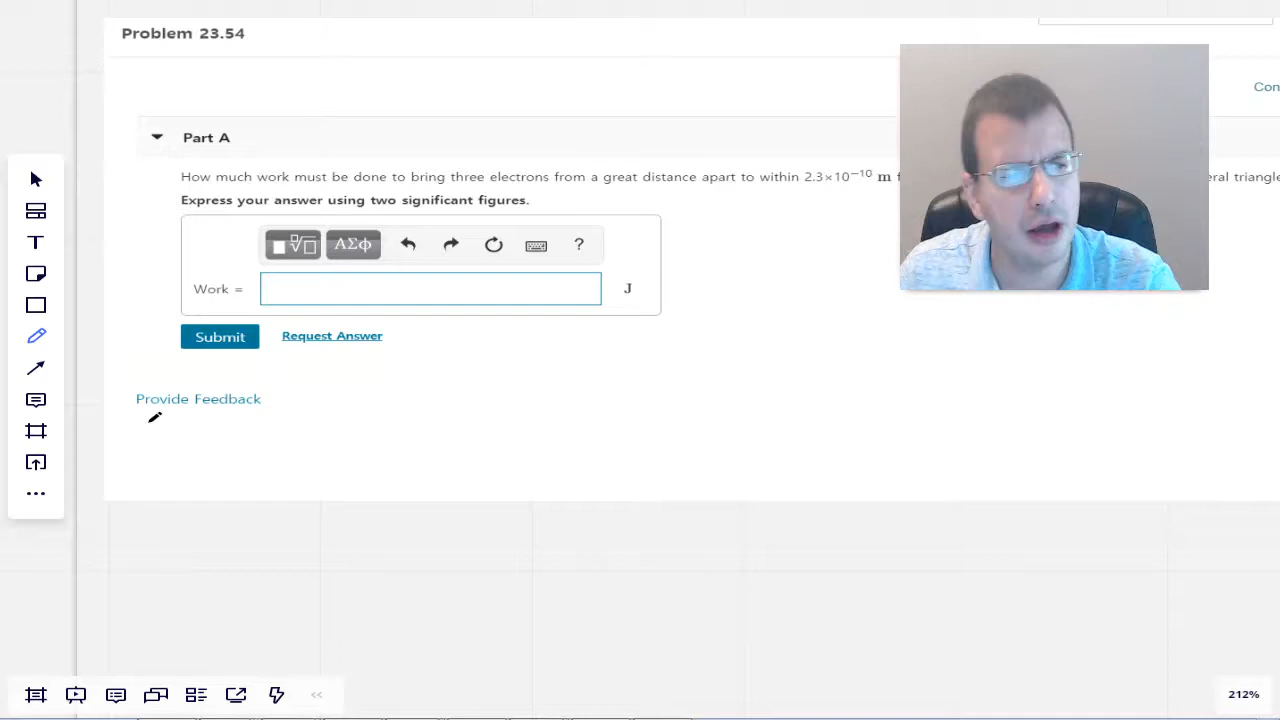 Problem 23.54
Con
Part A
How much work must be done to bring three electrons from a great distance apart to within 2.3×10⁻¹⁰ m triangle
Express your answer using two significant figures.
ΑΣφ
?
Work =
J
Submit
Request Answer
Provide Feedback
T
212%